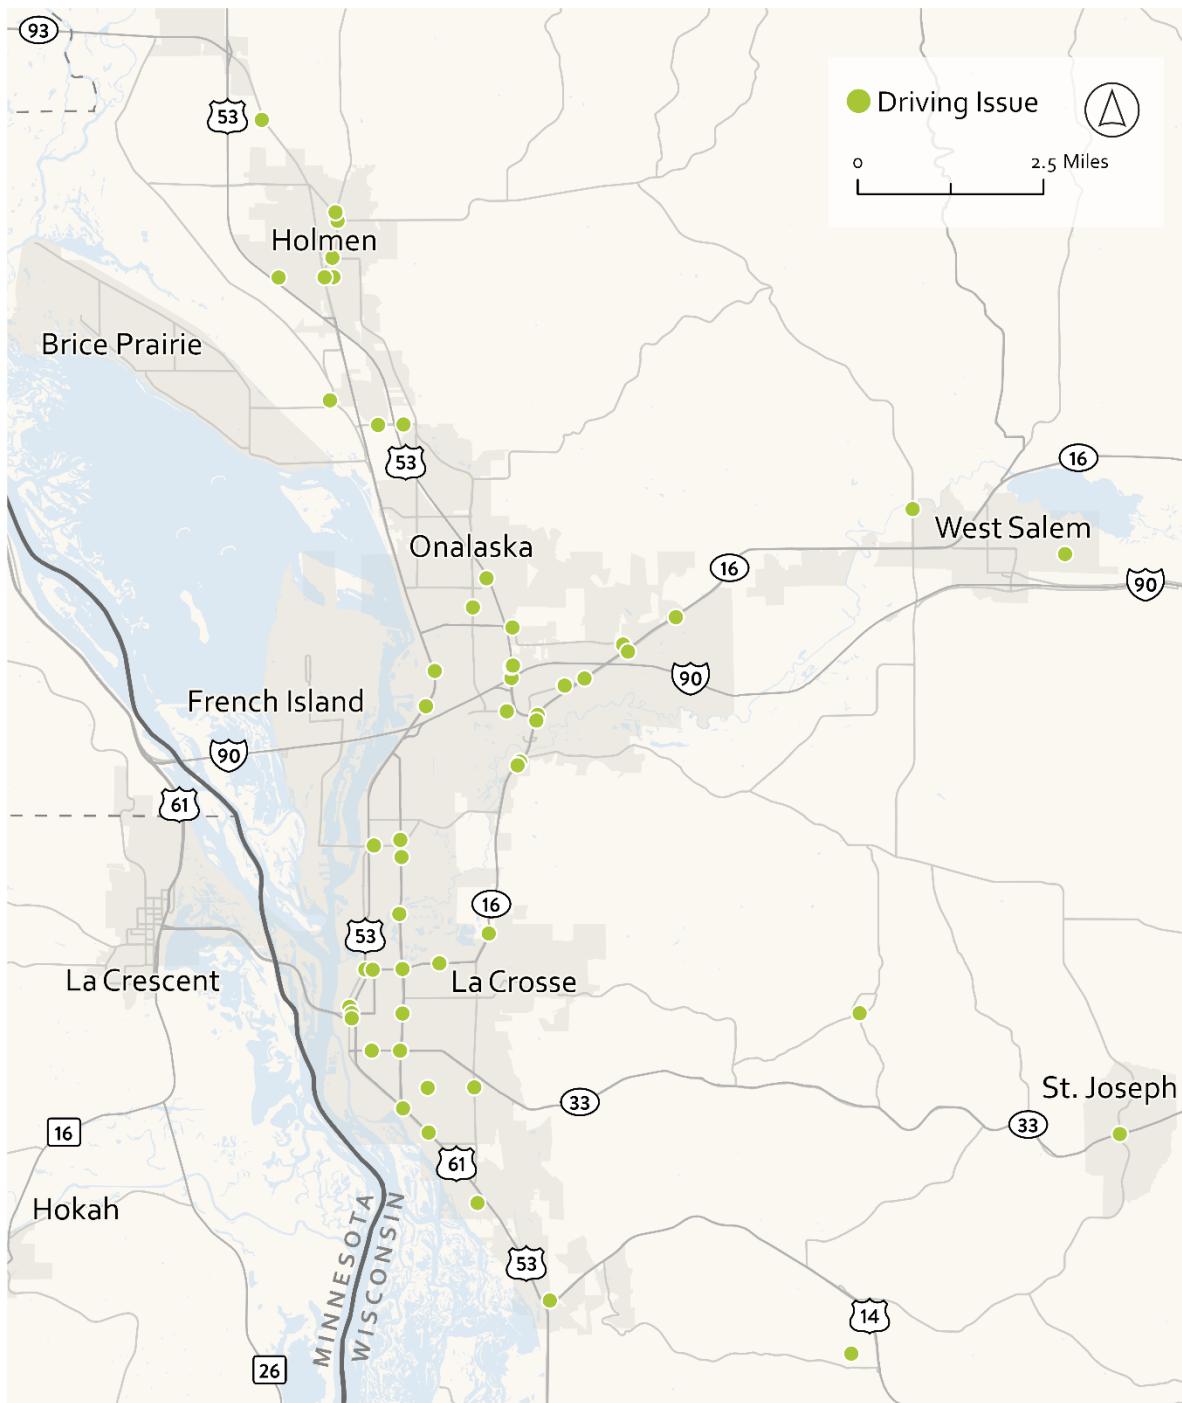 93
53
Driving Issue
0 2.5 Miles
Holmen
Brice Prairie
53
16
West Salem
Onalaska
16
90
90
French Island
90
61
16
53
La Crescent
La Crosse
St. Joseph
33
33
16
61
Hokah
MINNESOTA
WISCONSIN
53
14
26